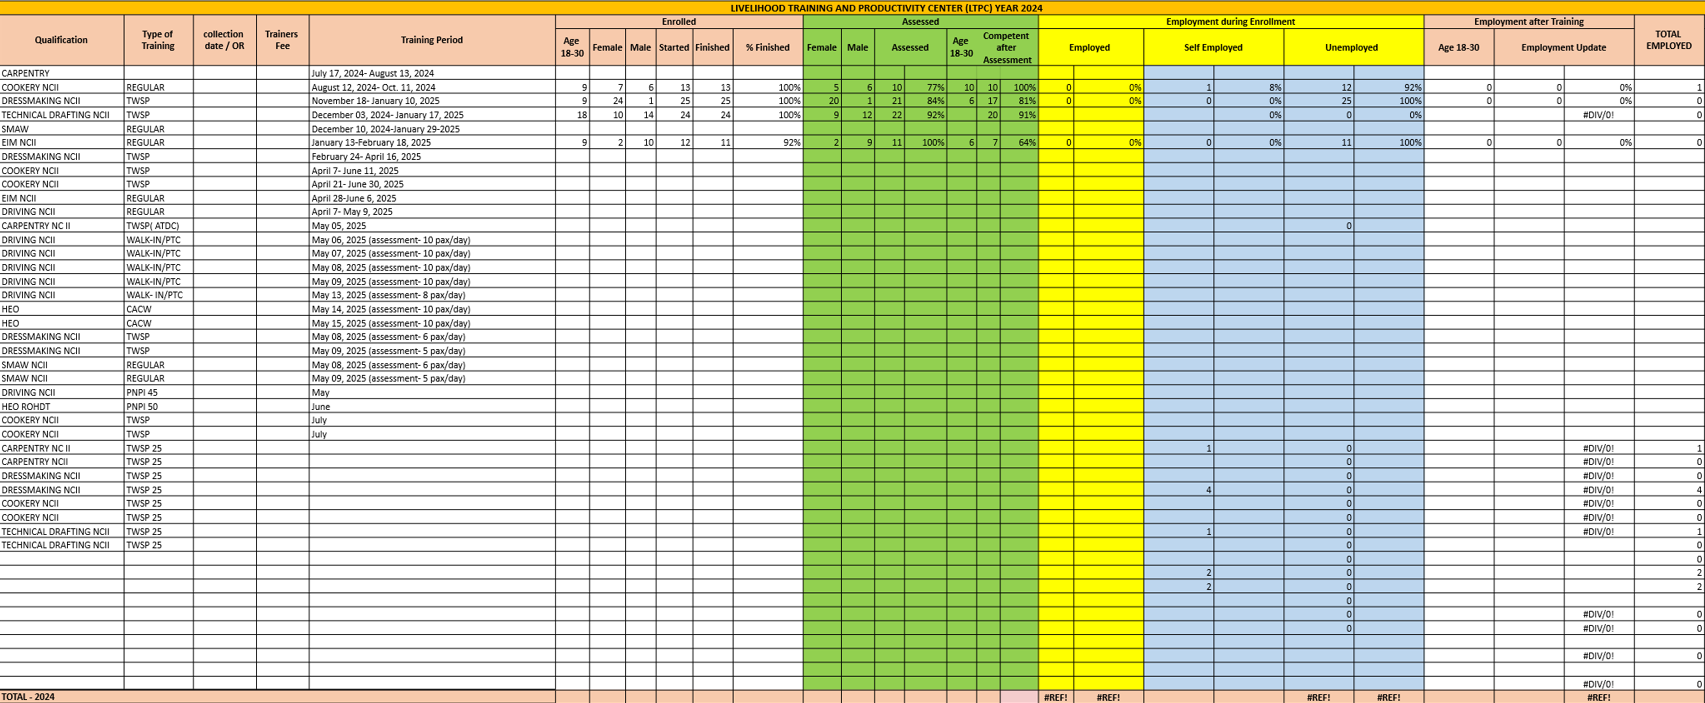 LIVELIHOOD TRAINING AND PRODUCTIVITY CENTER (LTPC) YEAR 2024
Enrolled Assessed Employment during Enrollment Employment after Training
Qualification Type of Training collection date / OR Trainers Fee Training Period Age 18-30 Female Male Started Finished % Finished Female Male Assessed Age 18-30 Competent after Assessment Employed Self Employed Unemployed Age 18-30 Employment Update TOTAL EMPLOYED
CARPENTRY July 17, 2024- August 13, 2024
COOKERY NCII REGULAR August 12, 2024- Oct. 11, 2024 9 7 6 13 13 100% 5 6 10 77% 10 10 100% 0 0% 1 8% 12 92% 0 0 0% 1
DRESSMAKING NCII TWSP November 18- January 10, 2025 9 24 1 25 25 100% 20 1 21 84% 6 17 81% 0 0% 0 0% 25 100% 0 0 0% 0
TECHNICAL DRAFTING NCII TWSP December 03, 2024- January 17, 2025 18 10 14 24 24 100% 9 12 22 92% 20 91% 0% 0 0% #DIV/0! 0
SMAW REGULAR December 10, 2024-January 29-2025
EIM NCII REGULAR January 13-February 18, 2025 9 2 10 12 11 92% 2 9 11 100% 6 7 64% 0 0% 0 0% 11 100% 0 0 0% 0
DRESSMAKING NCII TWSP February 24- April 16, 2025
COOKERY NCII TWSP April 7- June 11, 2025
COOKERY NCII TWSP April 21- June 30, 2025
EIM NCII REGULAR April 28-June 6, 2025
DRIVING NCII REGULAR April 7- May 9, 2025
CARPENTRY NC II TWSP( ATDC) May 05, 2025 0
DRIVING NCII WALK-IN/PTC May 06, 2025 (assessment- 10 pax/day)
DRIVING NCII WALK-IN/PTC May 07, 2025 (assessment- 10 pax/day)
DRIVING NCII WALK-IN/PTC May 08, 2025 (assessment- 10 pax/day)
DRIVING NCII WALK-IN/PTC May 09, 2025 (assessment- 10 pax/day)
DRIVING NCII WALK- IN/PTC May 13, 2025 (assessment- 8 pax/day)
HEO CACW May 14, 2025 (assessment- 10 pax/day)
HEO CACW May 15, 2025 (assessment- 10 pax/day)
DRESSMAKING NCII TWSP May 08, 2025 (assessment- 6 pax/day)
DRESSMAKING NCII TWSP May 09, 2025 (assessment- 5 pax/day)
SMAW NCII REGULAR May 08, 2025 (assessment- 6 pax/day)
SMAW NCII REGULAR May 09, 2025 (assessment- 5 pax/day)
DRIVING NCII PNPI 45 May
HEO ROHDT PNPI 50 June
COOKERY NCII TWSP July
COOKERY NCII TWSP July
CARPENTRY NC II TWSP 25 1 0 #DIV/0! 1
CARPENTRY NCII TWSP 25 0 #DIV/0! 0
DRESSMAKING NCII TWSP 25 0 #DIV/0! 0
DRESSMAKING NCII TWSP 25 4 0 #DIV/0! 4
COOKERY NCII TWSP 25 0 #DIV/0! 0
COOKERY NCII TWSP 25 0 #DIV/0! 0
TECHNICAL DRAFTING NCII TWSP 25 1 0 #DIV/0! 1
TECHNICAL DRAFTING NCII TWSP 25 0 0
0 0
2 0 2
2 0 2
0
0 #DIV/0! 0
0 #DIV/0! 0
#DIV/0! 0
#DIV/0! 0
TOTAL - 2024 #REF! #REF! #REF! #REF! #REF!